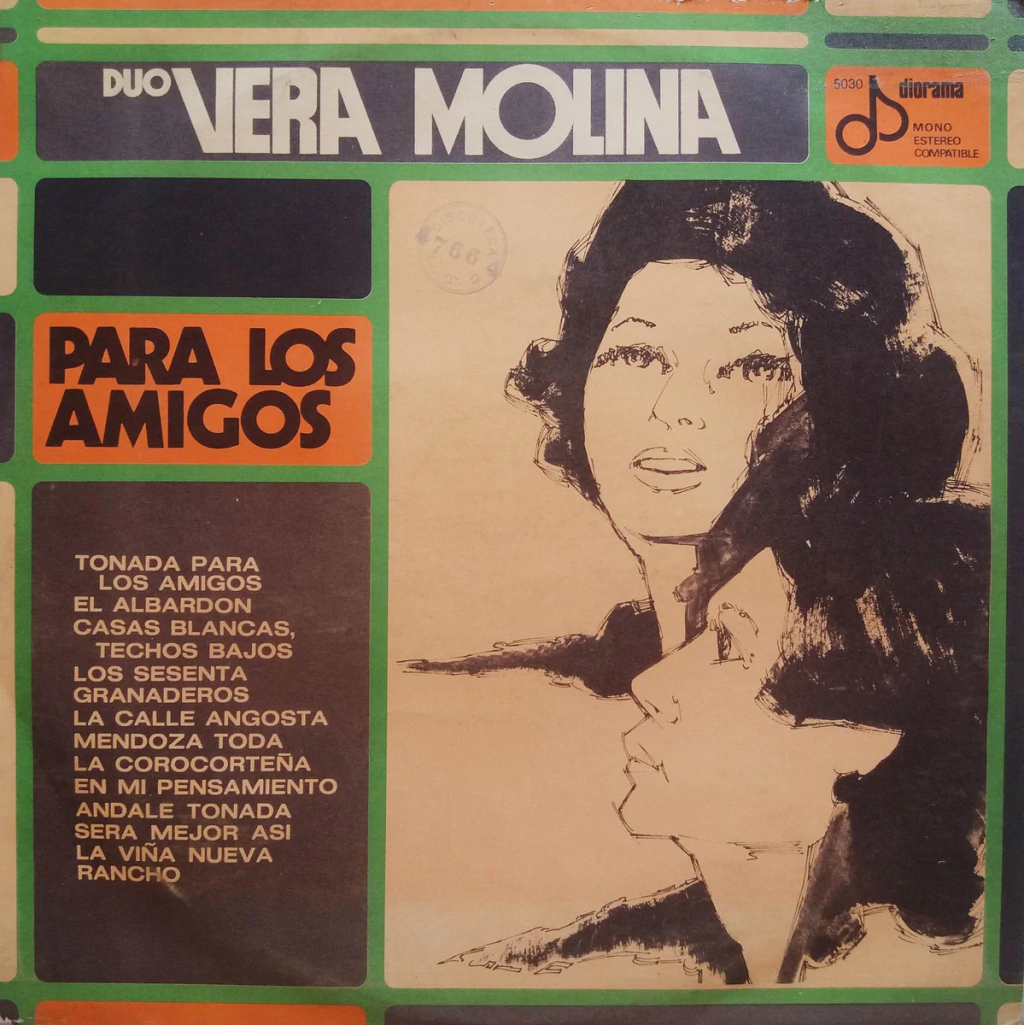 DUO VERA MOLINA
5030 diorama
MONO
ESTEREO
COMPATIBLE
DISCOTECA
766
PARA LOS
AMIGOS
TONADA PARA
LOS AMIGOS
EL ALBARDON
CASAS BLANCAS,
TECHOS BAJOS
LOS SESENTA
GRANADEROS
LA CALLE ANGOSTA
MENDOZA TODA
LA COROCORTEÑA
EN MI PENSAMIENTO
ANDALE TONADA
SERA MEJOR ASI
LA VIÑA NUEVA
RANCHO